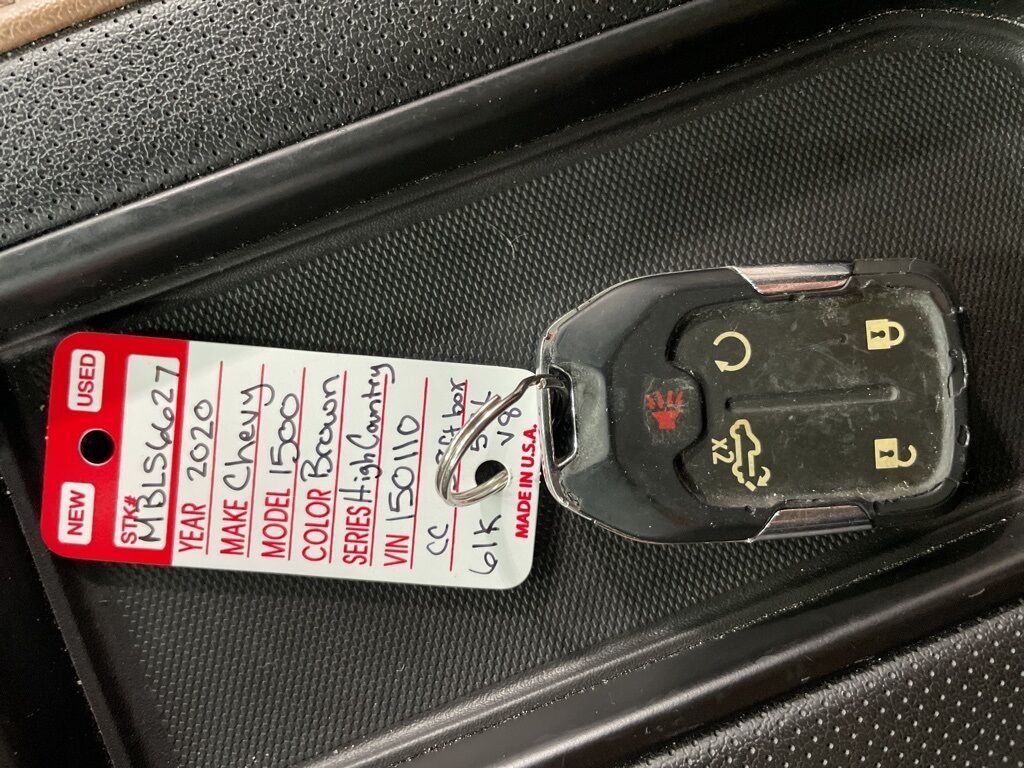 NEW USED
STK# MBLS66627
YEAR 2020
MAKE Chevy
MODEL 1500
COLOR Brown
SERIES High Country
VIN 150110
CC box
61K V8
MADE IN U.S.A.
X2